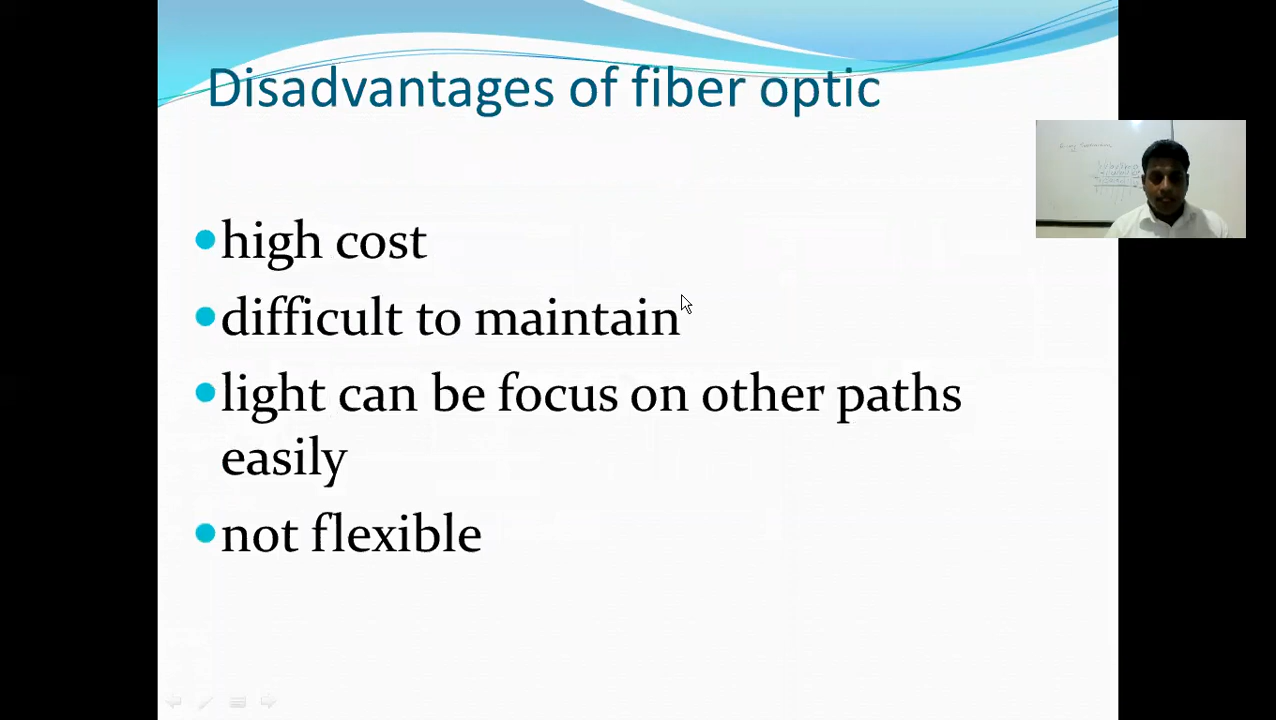 Disadvantages of fiber optic
high cost
difficult to maintain
light can be focus on other paths
easily
not flexible